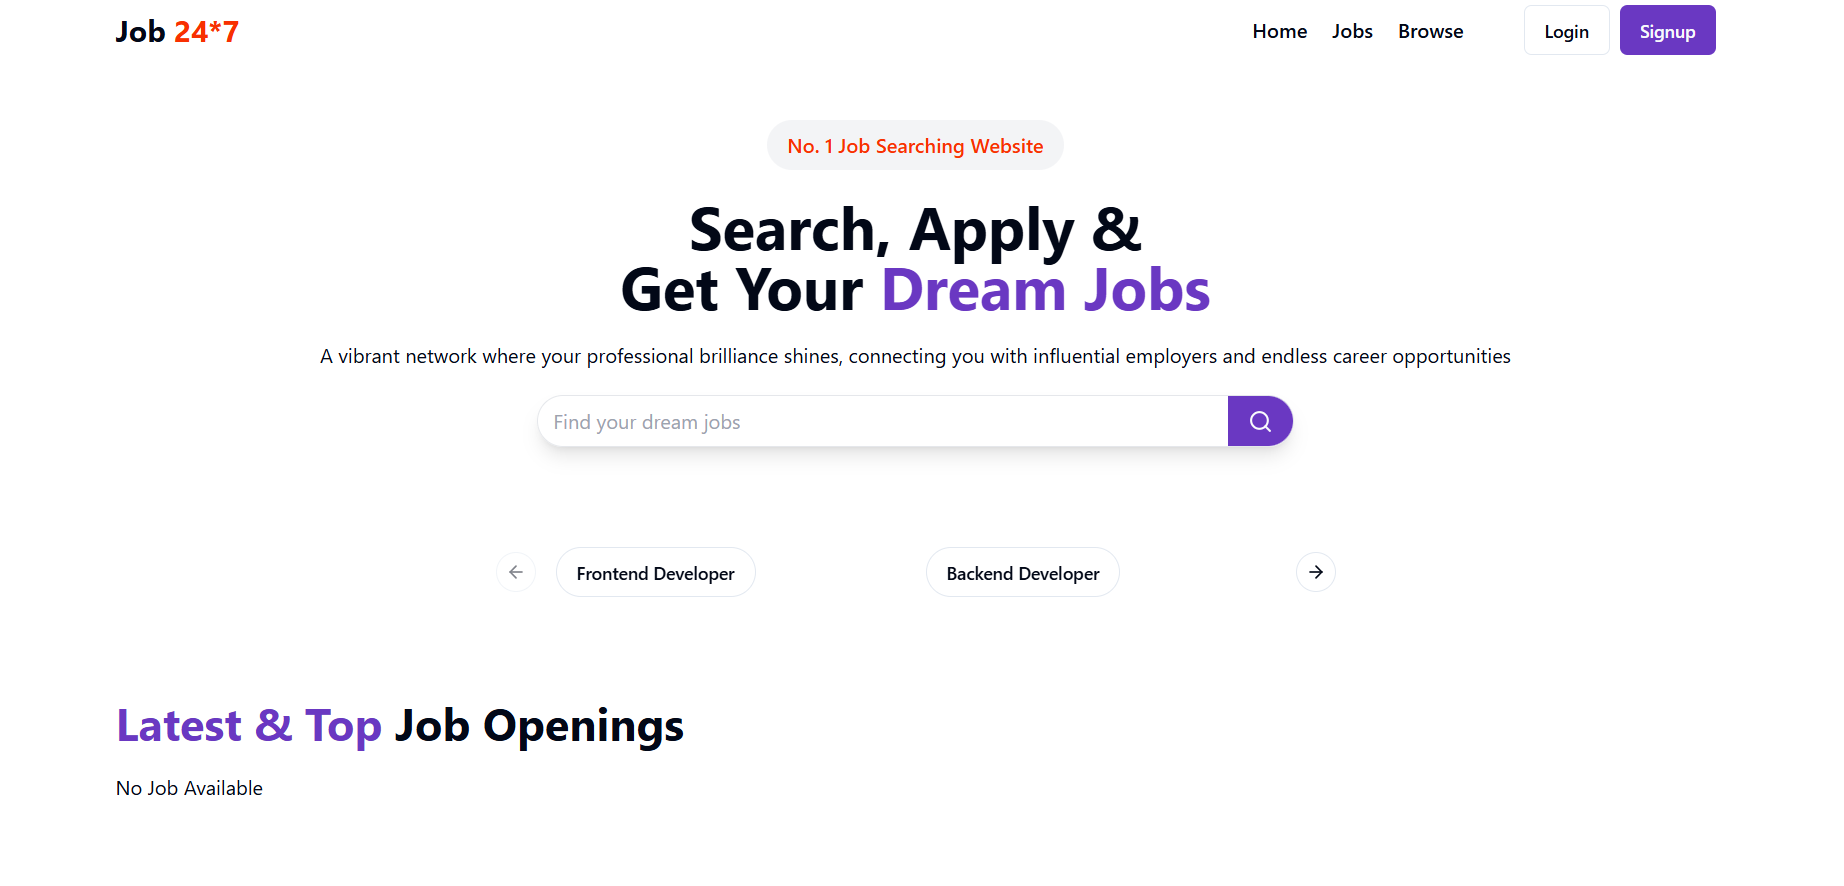 Job 24*7
Home Jobs Browse Login Signup
No. 1 Job Searching Website
Search, Apply &
Get Your Dream Jobs
A vibrant network where your professional brilliance shines, connecting you with influential employers and endless career opportunities
Find your dream jobs
Frontend Developer
Backend Developer
Latest & Top Job Openings
No Job Available